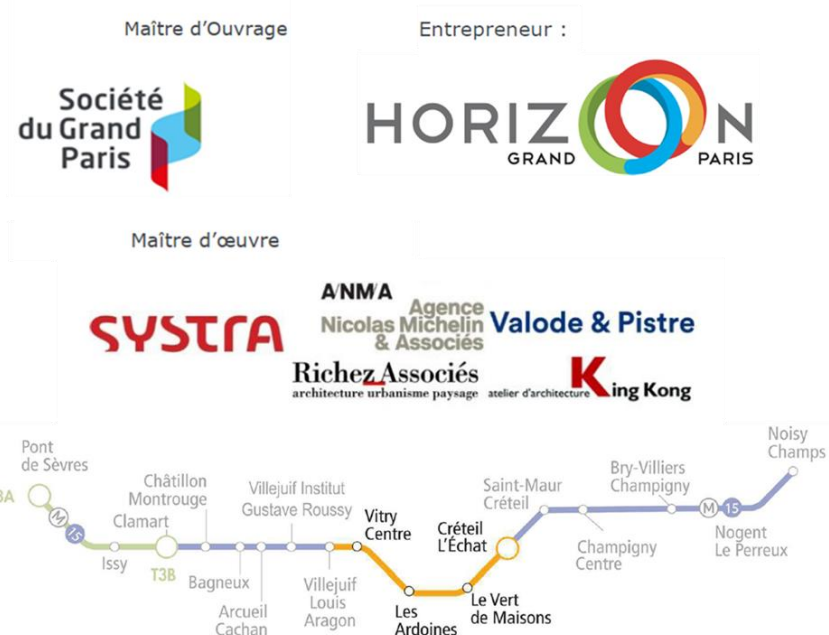 Maître d'Ouvrage
Entrepreneur :
Société
du Grand
Paris
HORIZON
GRAND PARIS
Maître d'œuvre
SYSTRA
A/NM/A
Agence
Nicolas Michelin
& Associés
Valode & Pistre
Richez_Associés
architecture urbanisme paysage
atelier d'architecture King Kong
Pont
de Sèvres
3A
M
15
Issy
Clamart
T3B
Châtillon
Montrouge
Bagneux
Arcueil
Cachan
Villejuif Institut
Gustave Roussy
Villejuif
Louis
Aragon
Vitry
Centre
Les
Ardoines
Le Vert
de Maisons
Créteil
L'Échat
Saint-Maur
Créteil
Champigny
Centre
Bry-Villiers
Champigny
M
15
Nogent
Le Perreux
Noisy
Champs